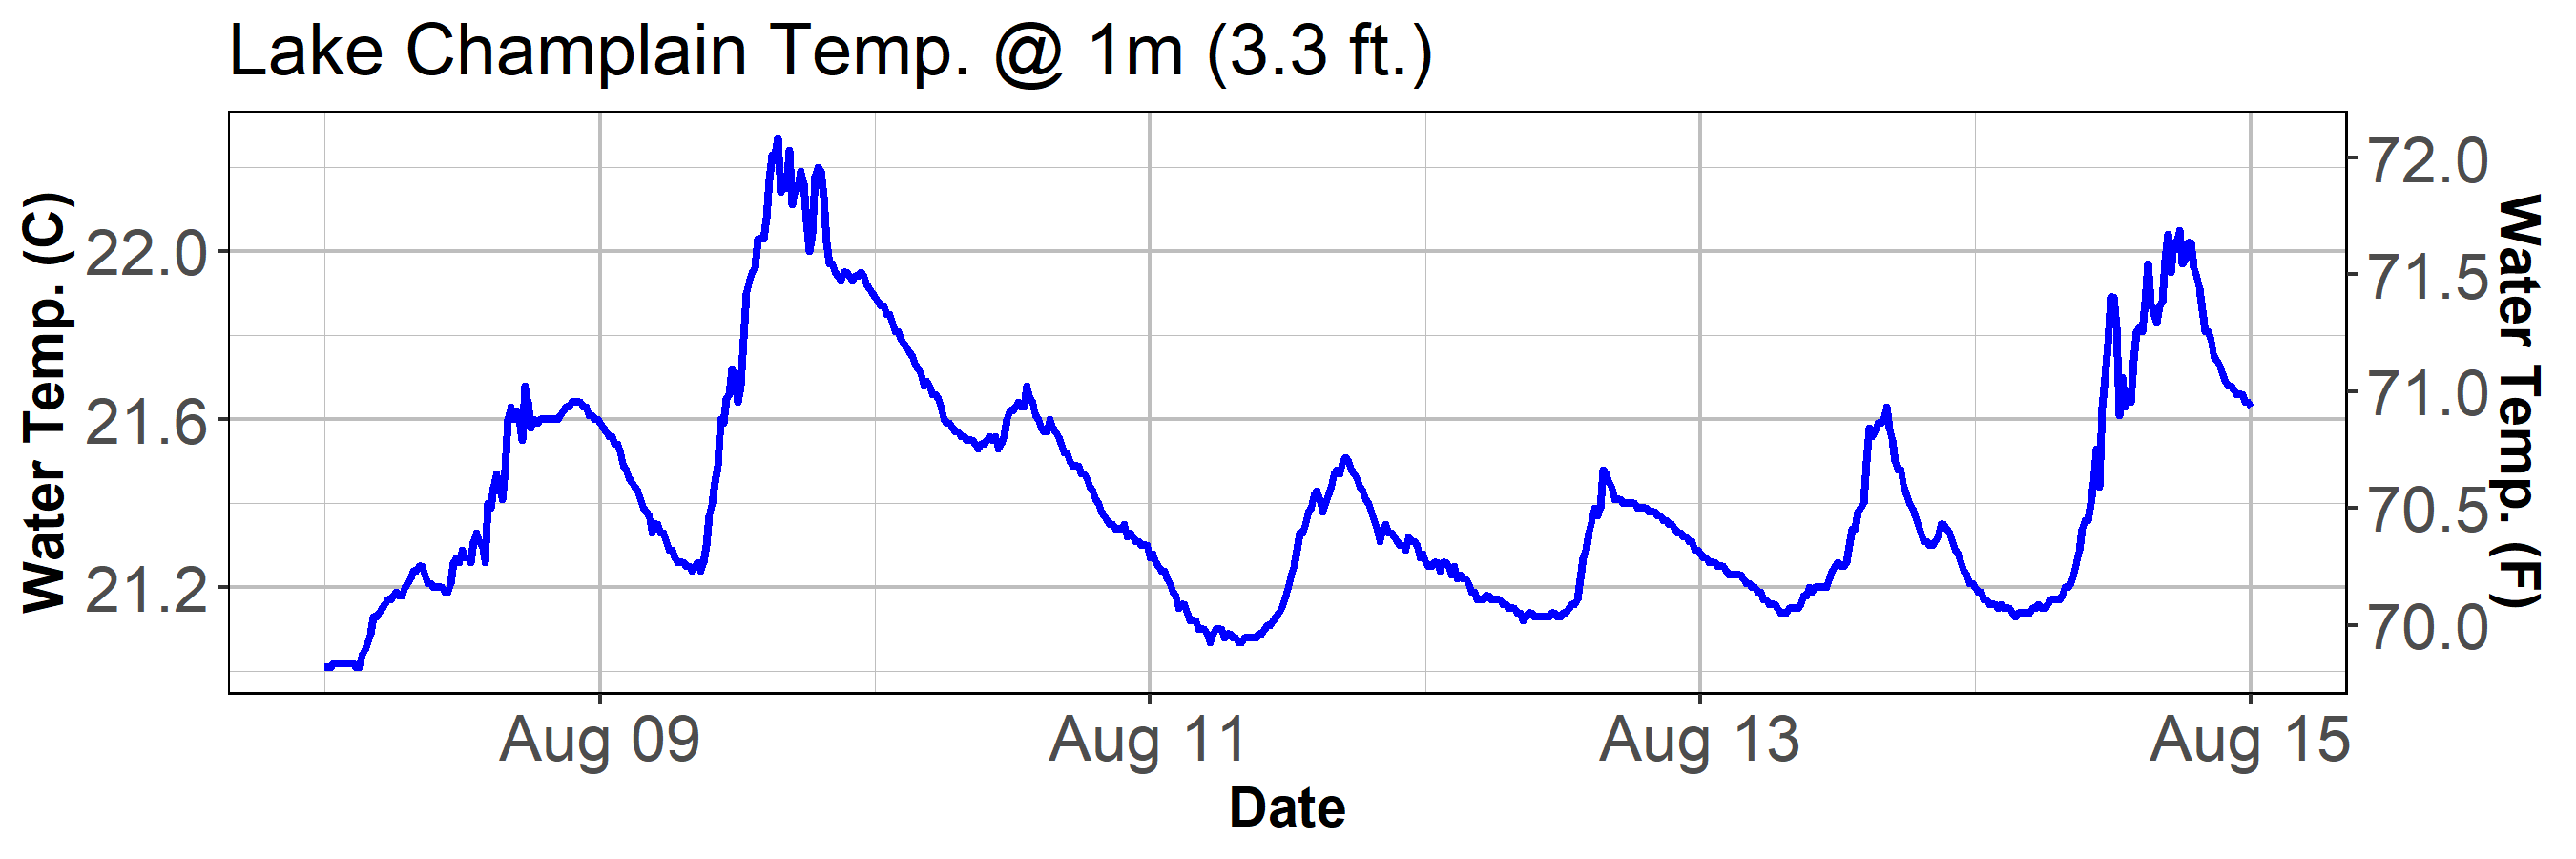 Lake Champlain Temp. @ 1m (3.3 ft.)
Water Temp. (C)
22.0
21.6
21.2
72.0
71.5
71.0
70.5
70.0
Water Temp. (F)
Aug 09
Aug 11
Aug 13
Aug 15
Date